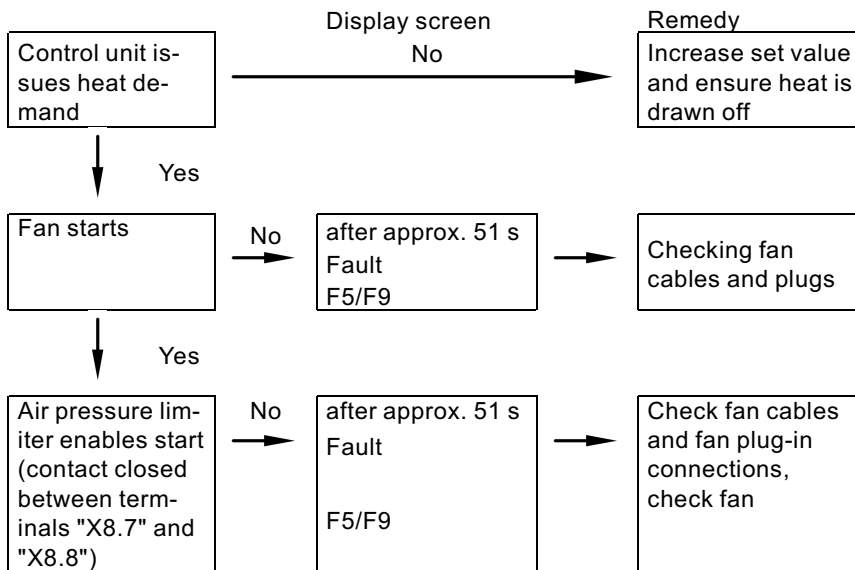 Display screen
Remedy
Control unit is-
sues heat de-
mand
No
Increase set value
and ensure heat is
drawn off
Yes
Fan starts
No
after approx. 51 s
Fault
F5/F9
Checking fan
cables and plugs
Yes
Air pressure lim-
iter enables start
(contact closed
between term-
inals "X8.7" and
"X8.8")
No
after approx. 51 s
Fault
F5/F9
Check fan cables
and fan plug-in
connections,
check fan